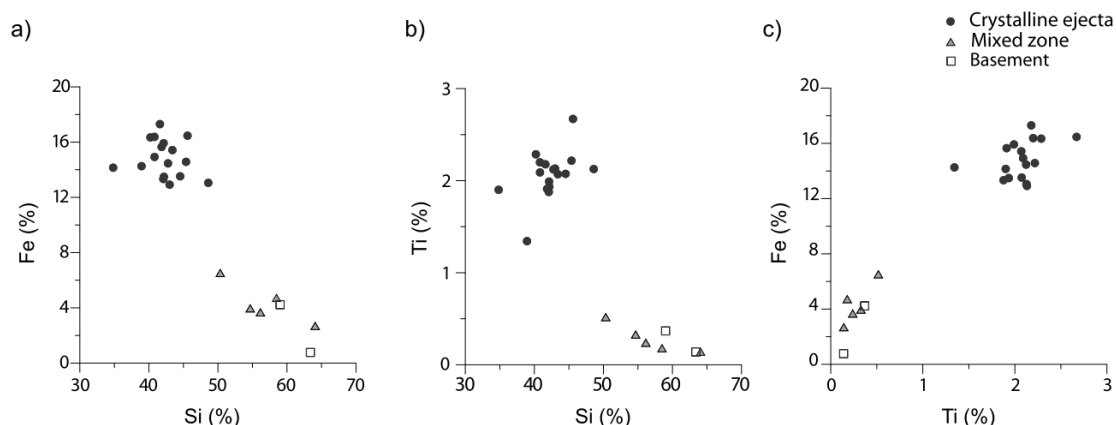 a)
b)
c)
Crystalline ejecta
Mixed zone
Basement
20
16
12
8
4
0
Fe (%)
30 40 50 60 70
Si (%)
3
2
1
0
Ti (%)
30 40 50 60 70
Si (%)
20
16
12
8
4
0
Fe (%)
0 1 2 3
Ti (%)